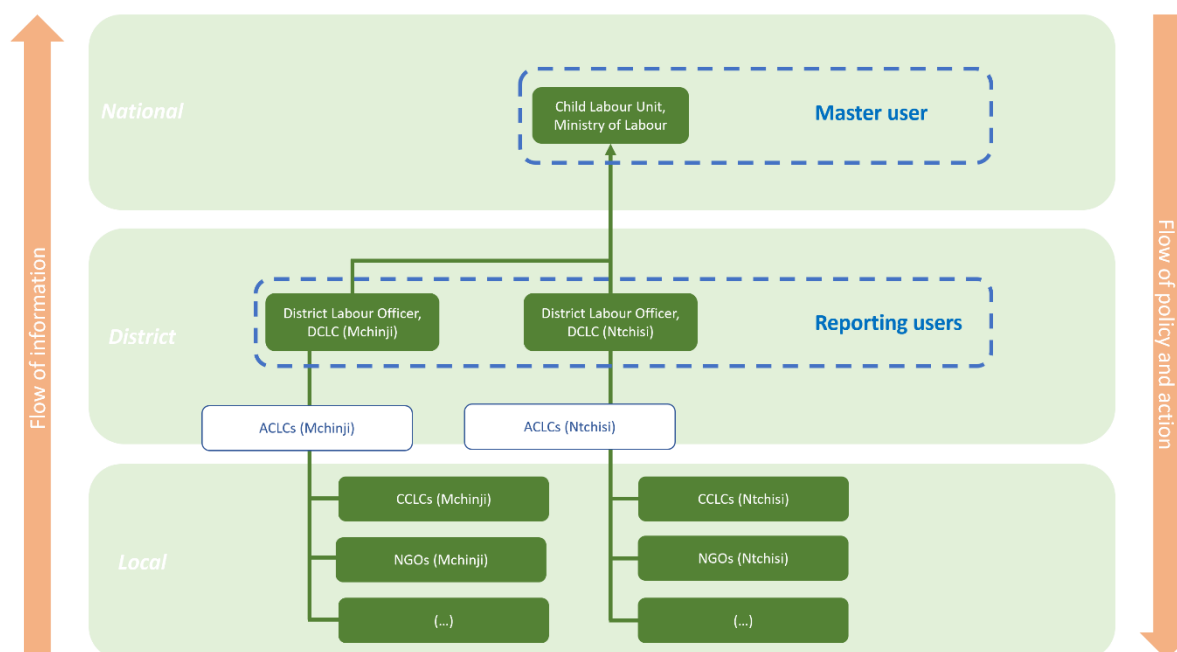 National
Child Labour Unit,
Ministry of Labour
Master user
Flow of information
Flow of policy and action
District
District Labour Officer,
DCLC (Mchinji)
District Labour Officer,
DCLC (Ntchisi)
Reporting users
ACLCs (Mchinji)
ACLCs (Ntchisi)
Local
CCLCs (Mchinji)
CCLCs (Ntchisi)
NGOs (Mchinji)
NGOs (Ntchisi)
(...)
(...)